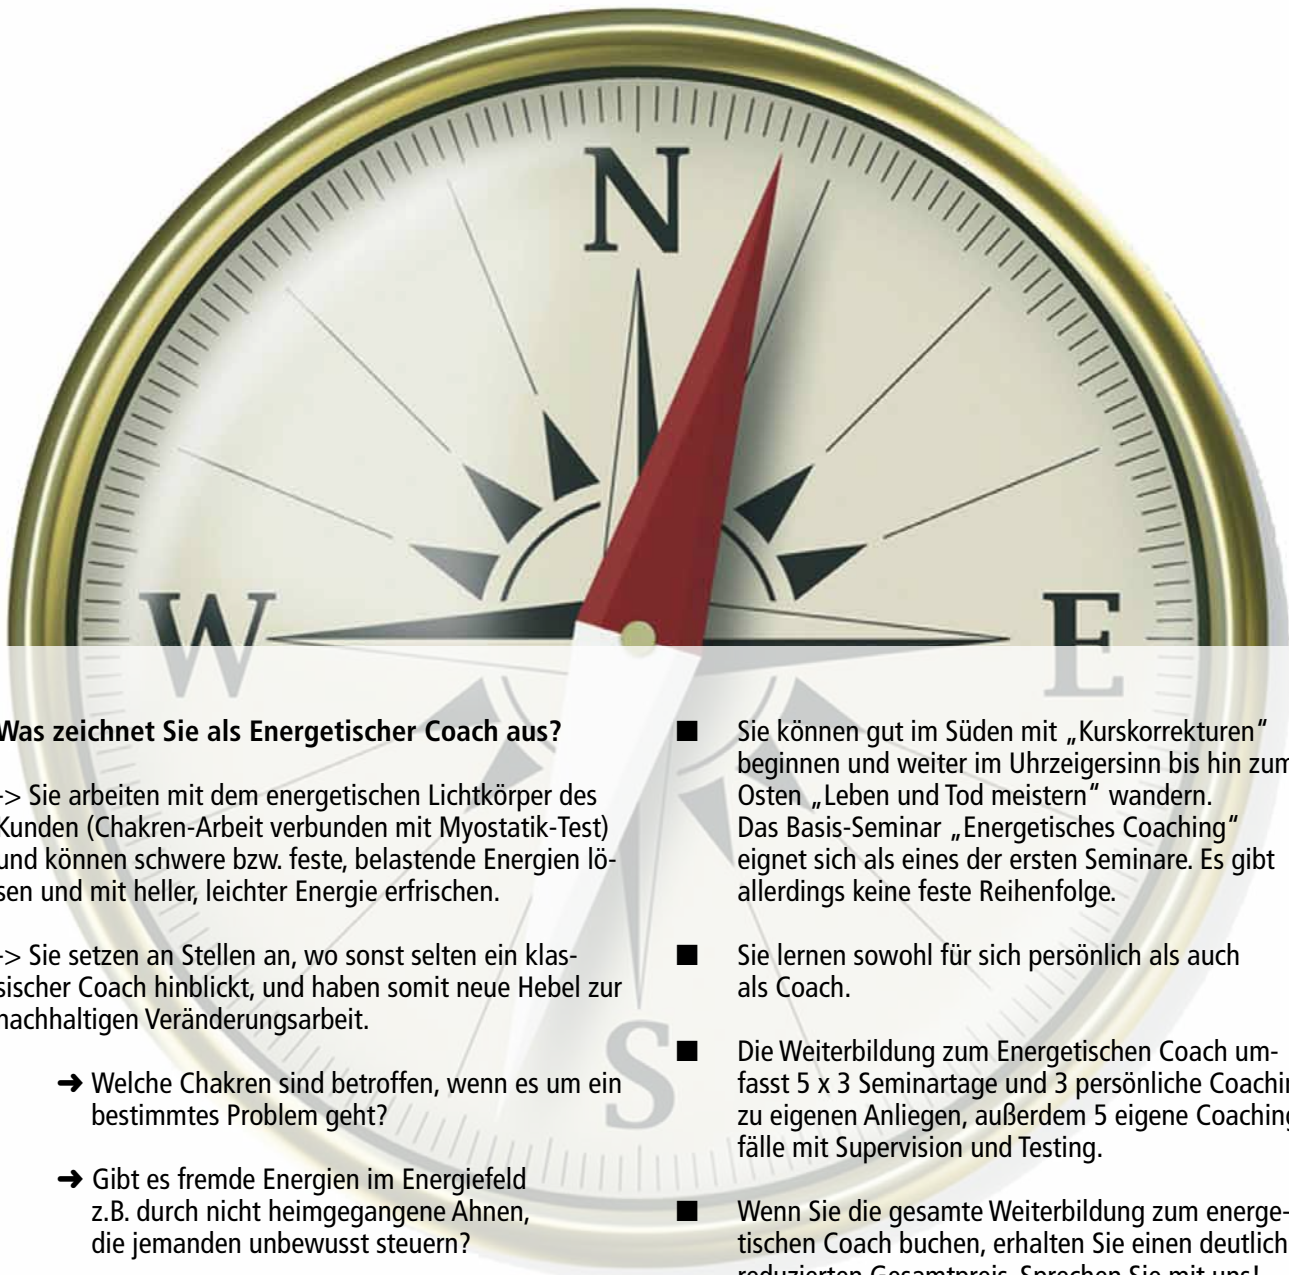 N
W
E
S
Was zeichnet Sie als Energetischer Coach aus?
-> Sie arbeiten mit dem energetischen Lichtkörper des
Kunden (Chakren-Arbeit verbunden mit Myostatik-Test)
und können schwere bzw. feste, belastende Energien lö-
sen und mit heller, leichter Energie erfrischen.
-> Sie setzen an Stellen an, wo sonst selten ein klas-
sischer Coach hinblickt, und haben somit neue Hebel zur
nachhaltigen Veränderungsarbeit.
➜ Welche Chakren sind betroffen, wenn es um ein
bestimmtes Problem geht?
➜ Gibt es fremde Energien im Energiefeld
z.B. durch nicht heimgegangene Ahnen,
die jemanden unbewusst steuern?
■ Sie können gut im Süden mit „Kurskorrekturen“
beginnen und weiter im Uhrzeigersinn bis hin zum
Osten „Leben und Tod meistern“ wandern.
Das Basis-Seminar „Energetisches Coaching“
eignet sich als eines der ersten Seminare. Es gibt
allerdings keine feste Reihenfolge.
■ Sie lernen sowohl für sich persönlich als auch
als Coach.
■ Die Weiterbildung zum Energetischen Coach um-
fasst 5 x 3 Seminartage und 3 persönliche
zu eigenen Anliegen, außerdem 5 eigene
fälle mit Supervision und Testing.
■ Wenn Sie die gesamte Weiterbildung zum energe-
tischen Coach buchen, erhalten Sie einen deutlich
reduzierten Gesamtpreis. Sprechen Sie mit uns!